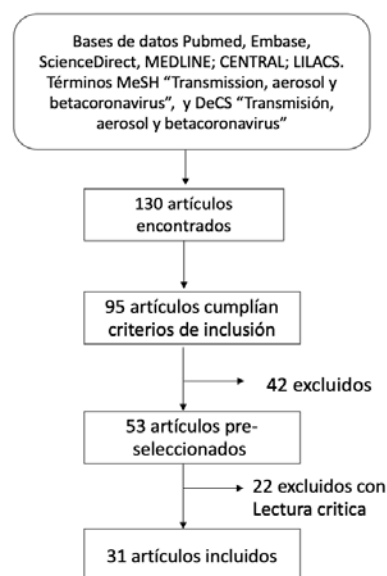 Bases de datos Pubmed, Embase,
ScienceDirect, MEDLINE; CENTRAL; LILACS.
Términos MeSH “Transmission, aerosol y
betacoronavirus”, y DeCS “Transmisión,
aerosol y betacoronavirus”
130 artículos
encontrados
95 artículos cumplían
criterios de inclusión
42 excluidos
53 artículos pre-
seleccionados
22 excluidos con
Lectura critica
31 artículos incluidos